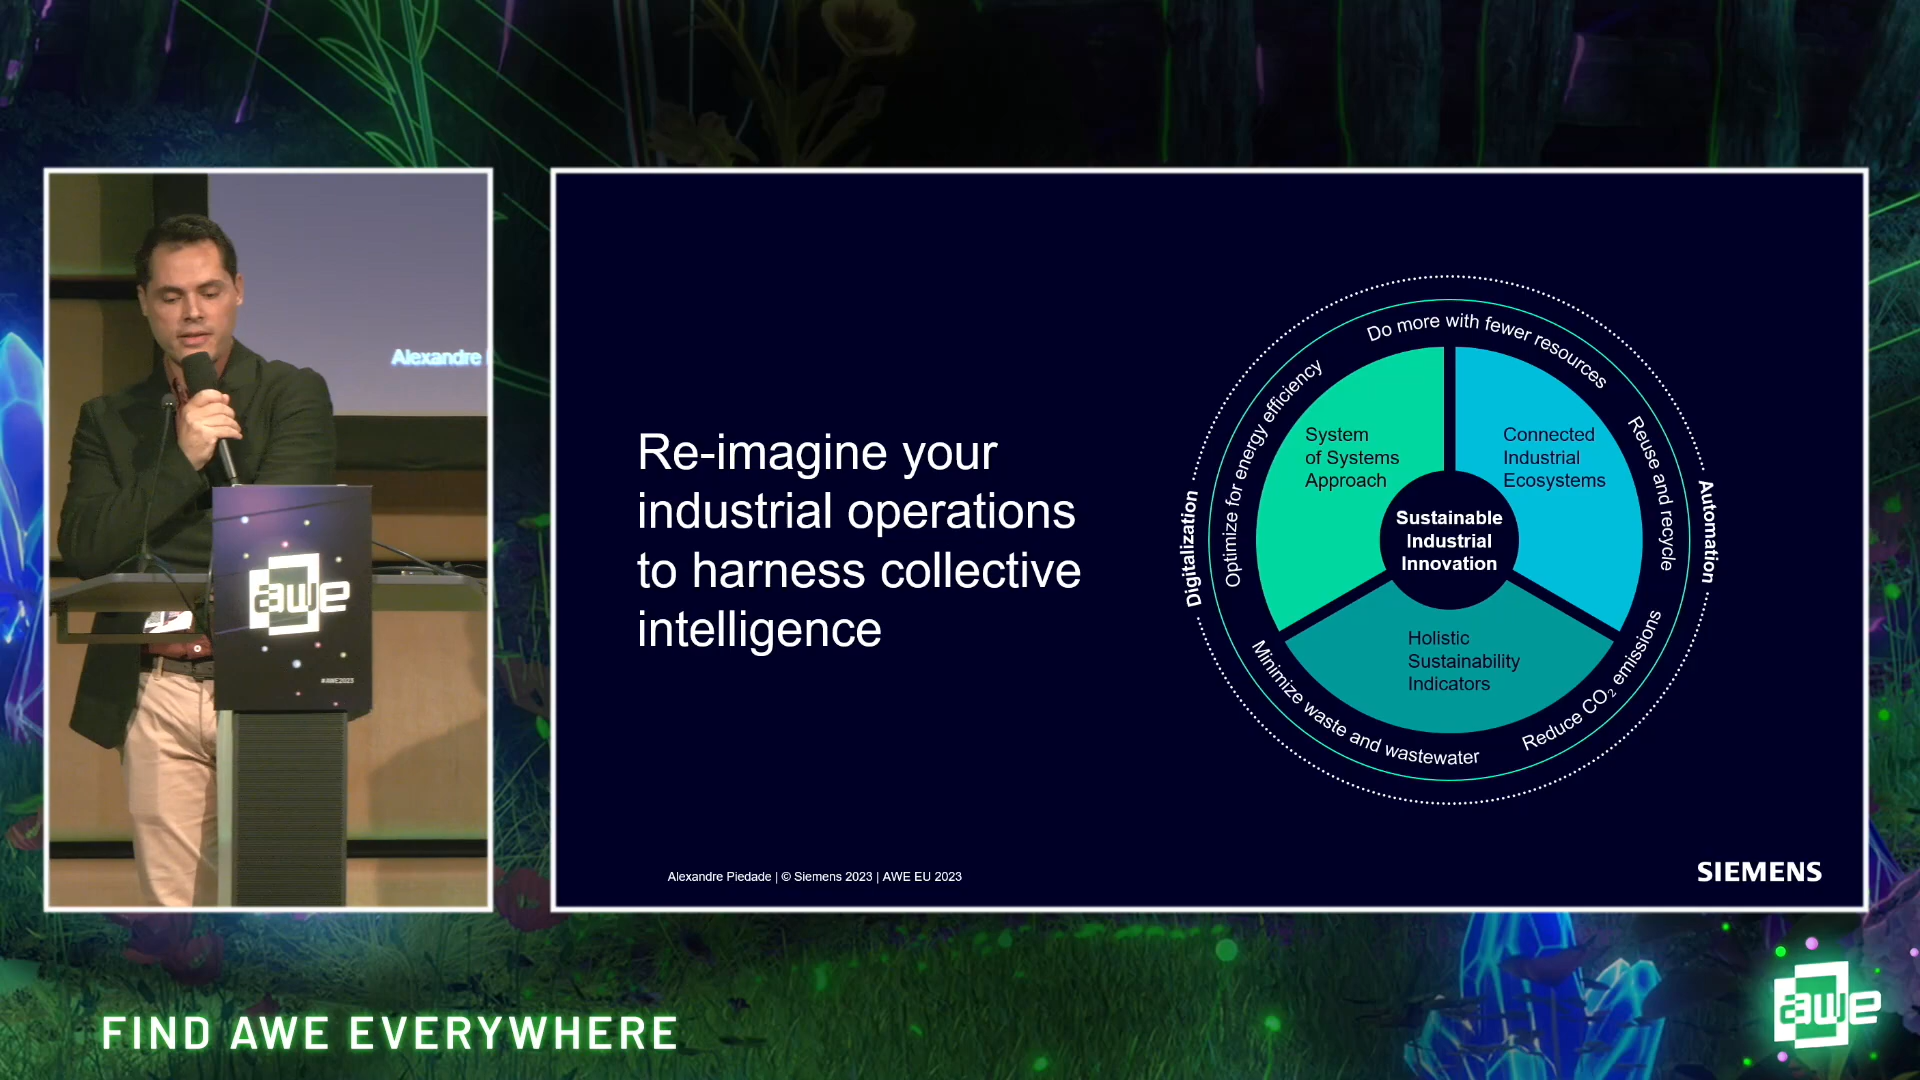 Alexandre
awe
#AWE2023
Re-imagine your
industrial operations
to harness collective
intelligence
Digitalization
Automation
Optimize for energy efficiency
Do more with fewer resources
Reuse and recycle
Reduce CO₂ emissions
Minimize waste and wastewater
System
of Systems
Approach
Connected
Industrial
Ecosystems
Sustainable
Industrial
Innovation
Holistic
Sustainability
Indicators
Alexandre Piedade | © Siemens 2023 | AWE EU 2023
SIEMENS
FIND AWE EVERYWHERE
awe